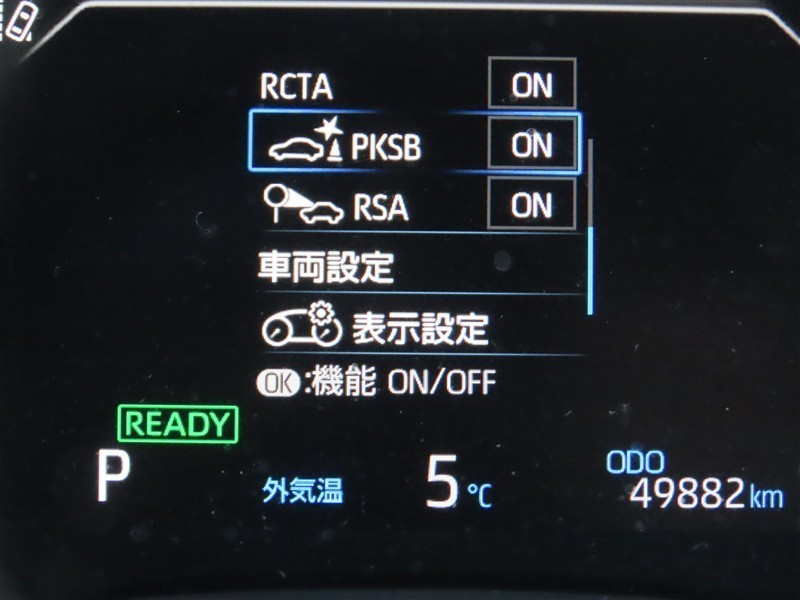 RCTA ON
PKSB ON
RSA ON
車両設定
表示設定
OK:機能 ON/OFF
READY
P 外気温 5℃ ODO 49882km